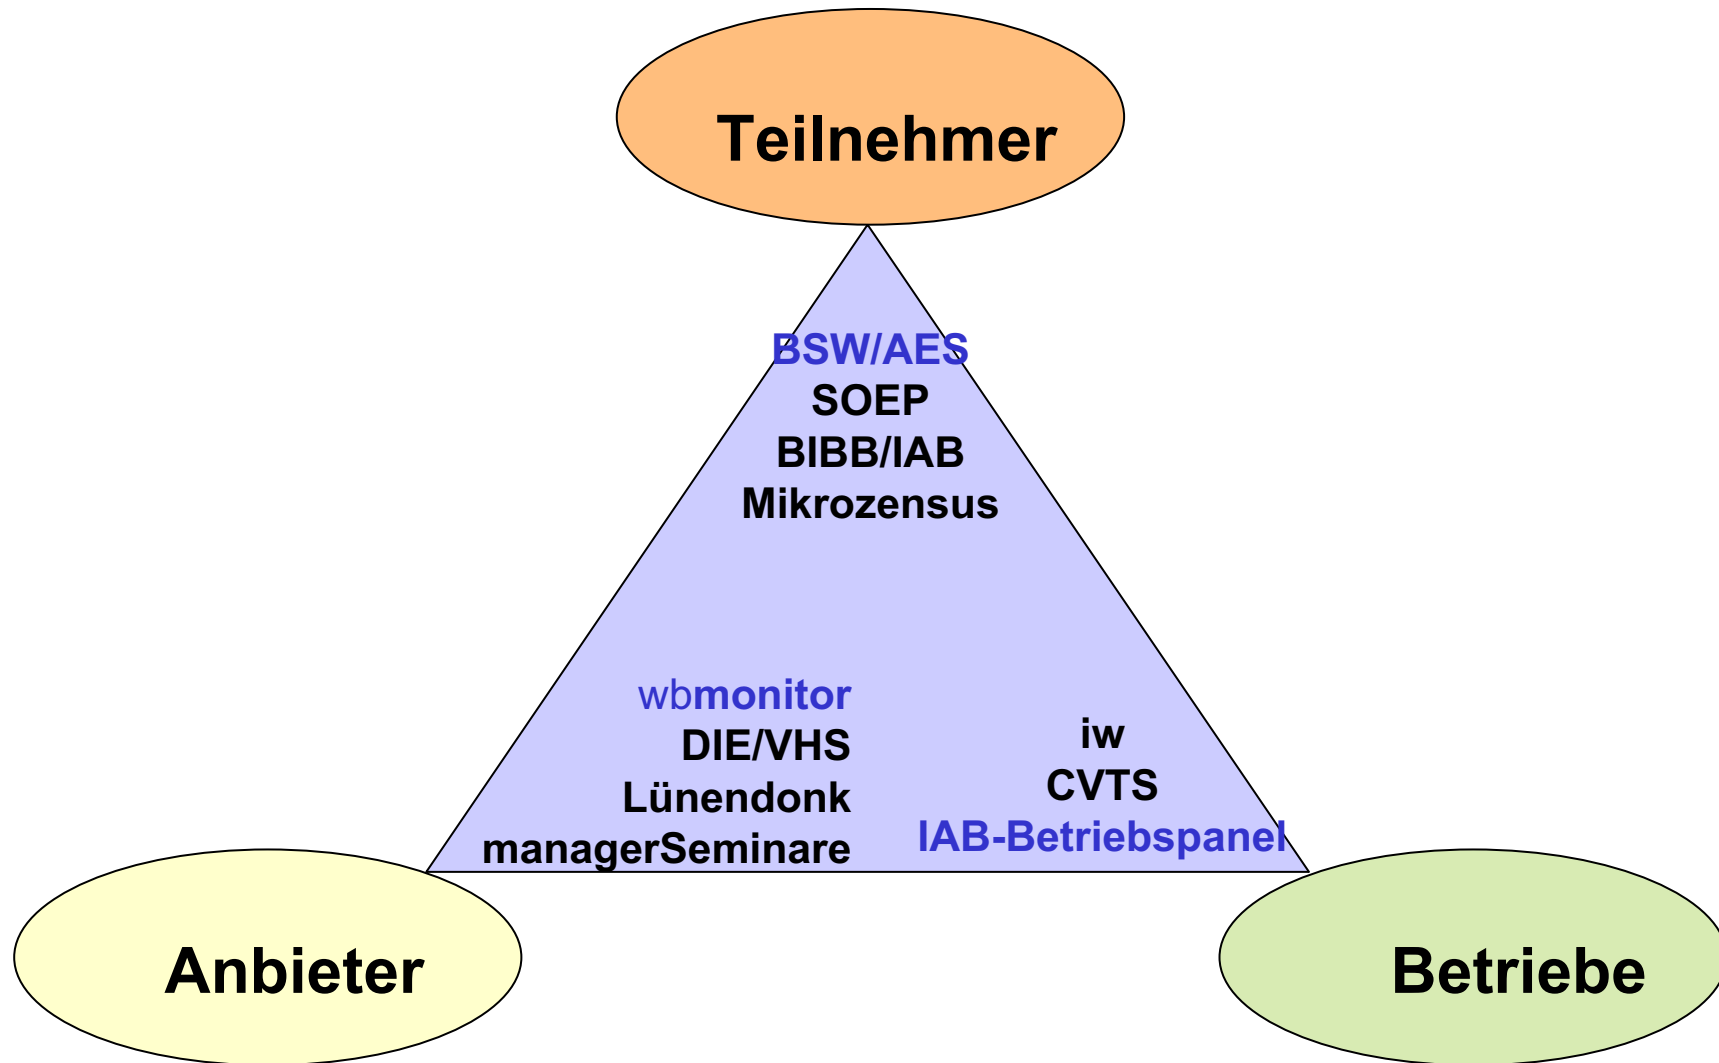 Teilnehmer
BSW/AES
SOEP
BIBB/IAB
Mikrozensus
wbmonitor
DIE/VHS
Lünendonk
managerSeminare
iw
CVTS
IAB-Betriebspanel
Anbieter
Betriebe